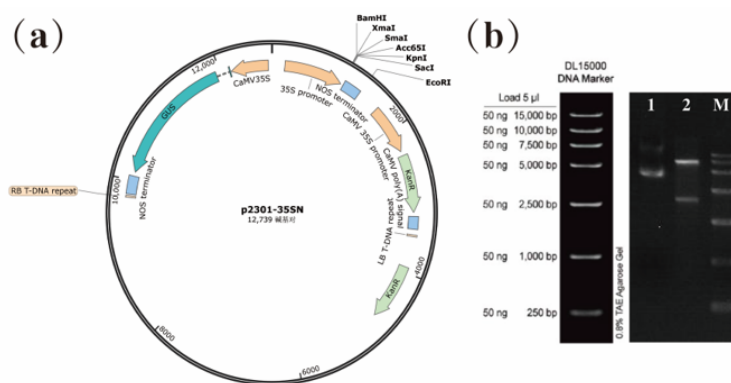 (a)
BamHI
XmaI
SmaI
Acc65I
KpnI
SacI
EcoRI
12,000
CaMV35S
35S promoter
NOS terminator
2000
CaMV 35S promoter
GUS
KanR
CaMV poly(A) signal
RB T-DNA repeat
10,000
NOS terminator
p2301-35SN
12,739 碱基对
LB T-DNA repeat
4000
KanR
8000
6000
(b)
DL15000
DNA Marker
Load 5 μl
50 ng 15,000 bp
50 ng 10,000 bp
50 ng 7,500 bp
50 ng 5,000 bp
50 ng 2,500 bp
50 ng 1,000 bp
50 ng 250 bp
0.8% TAE Agarose Gel
1 2 M